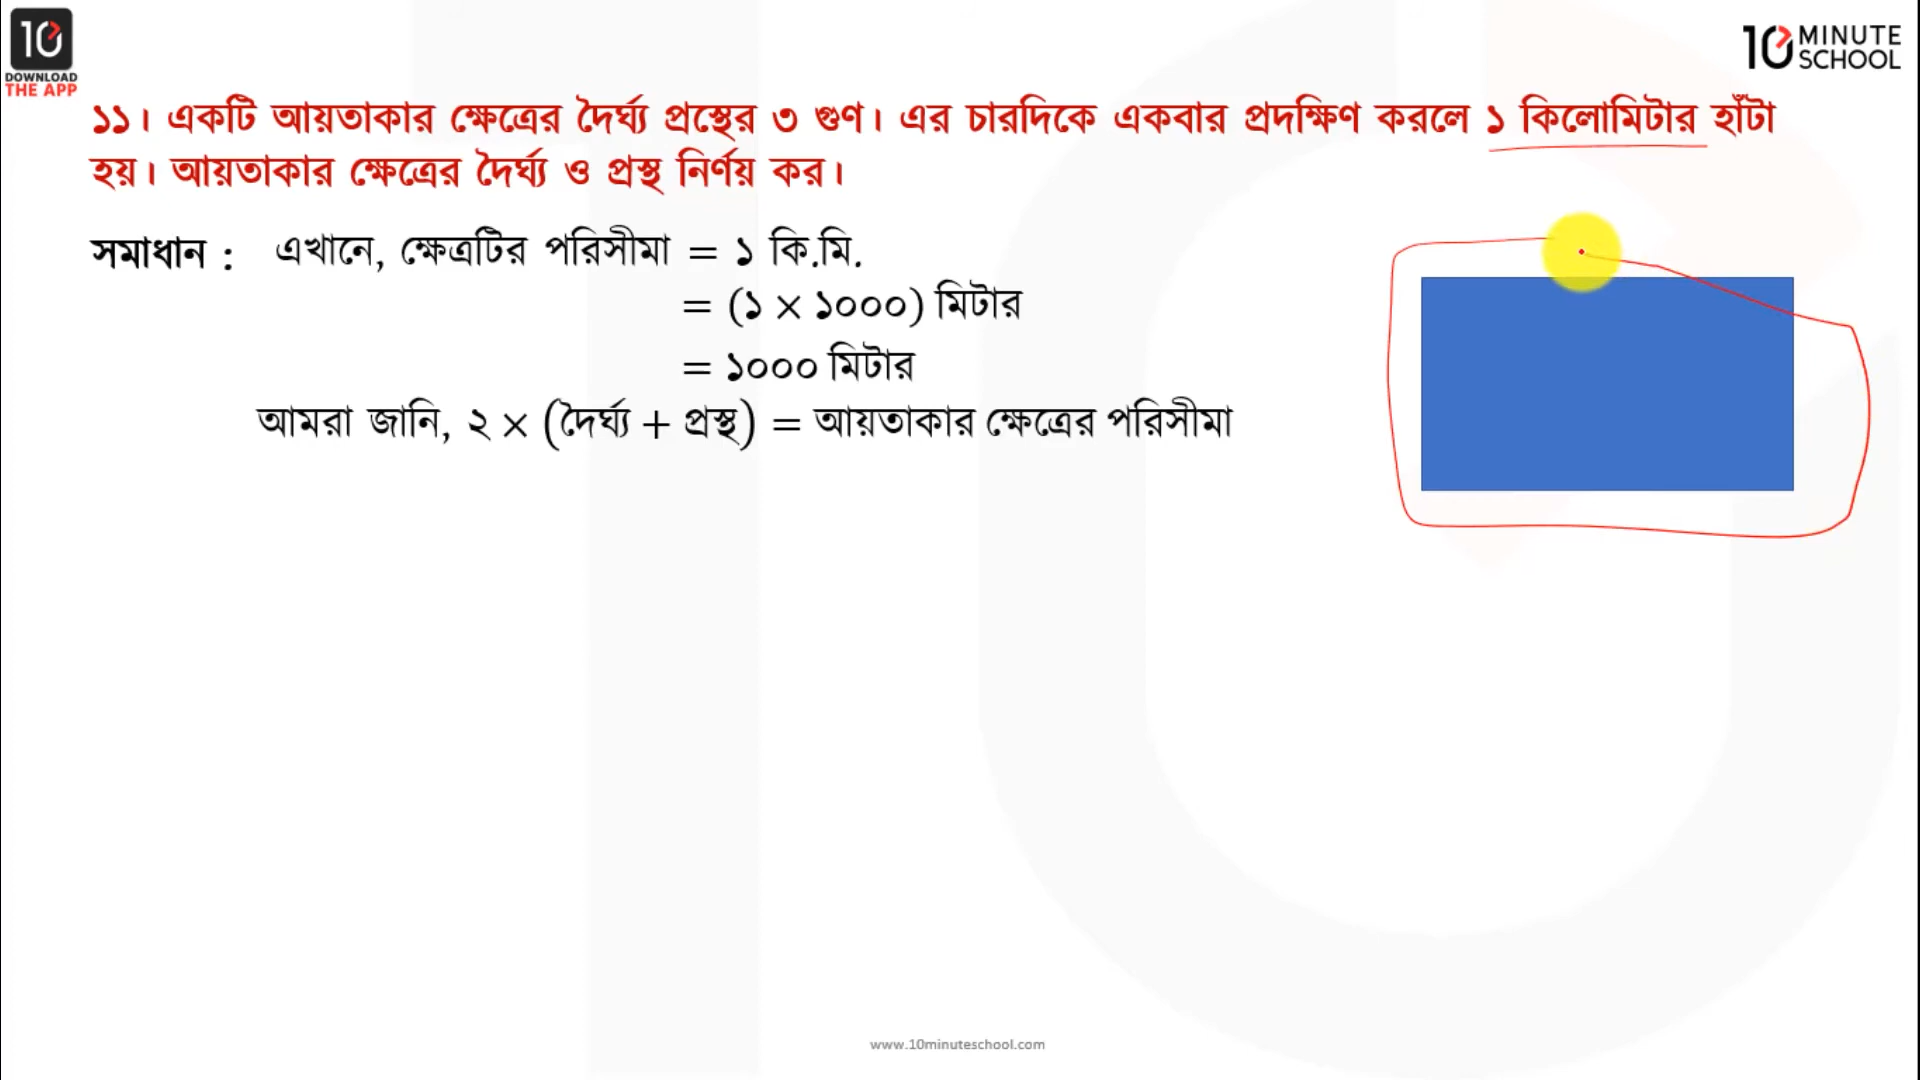 10
DOWNLOAD
THE APP
10 MINUTE
SCHOOL
১১। একটি আয়তাকার ক্ষেত্রের দৈর্ঘ্য প্রস্থের ৩ গুণ। এর চারদিকে একবার প্রদক্ষিণ করলে ১ কিলোমিটার হাঁটা
হয়। আয়তাকার ক্ষেত্রের দৈর্ঘ্য ও প্রস্থ নির্ণয় কর।
সমাধান : এখানে, ক্ষেত্রটির পরিসীমা = ১ কি.মি.
= (১ × ১০০০) মিটার
= ১০০০ মিটার
আমরা জানি, ২ × (দৈর্ঘ্য + প্রস্থ) = আয়তাকার ক্ষেত্রের পরিসীমা
www.10minuteschool.com